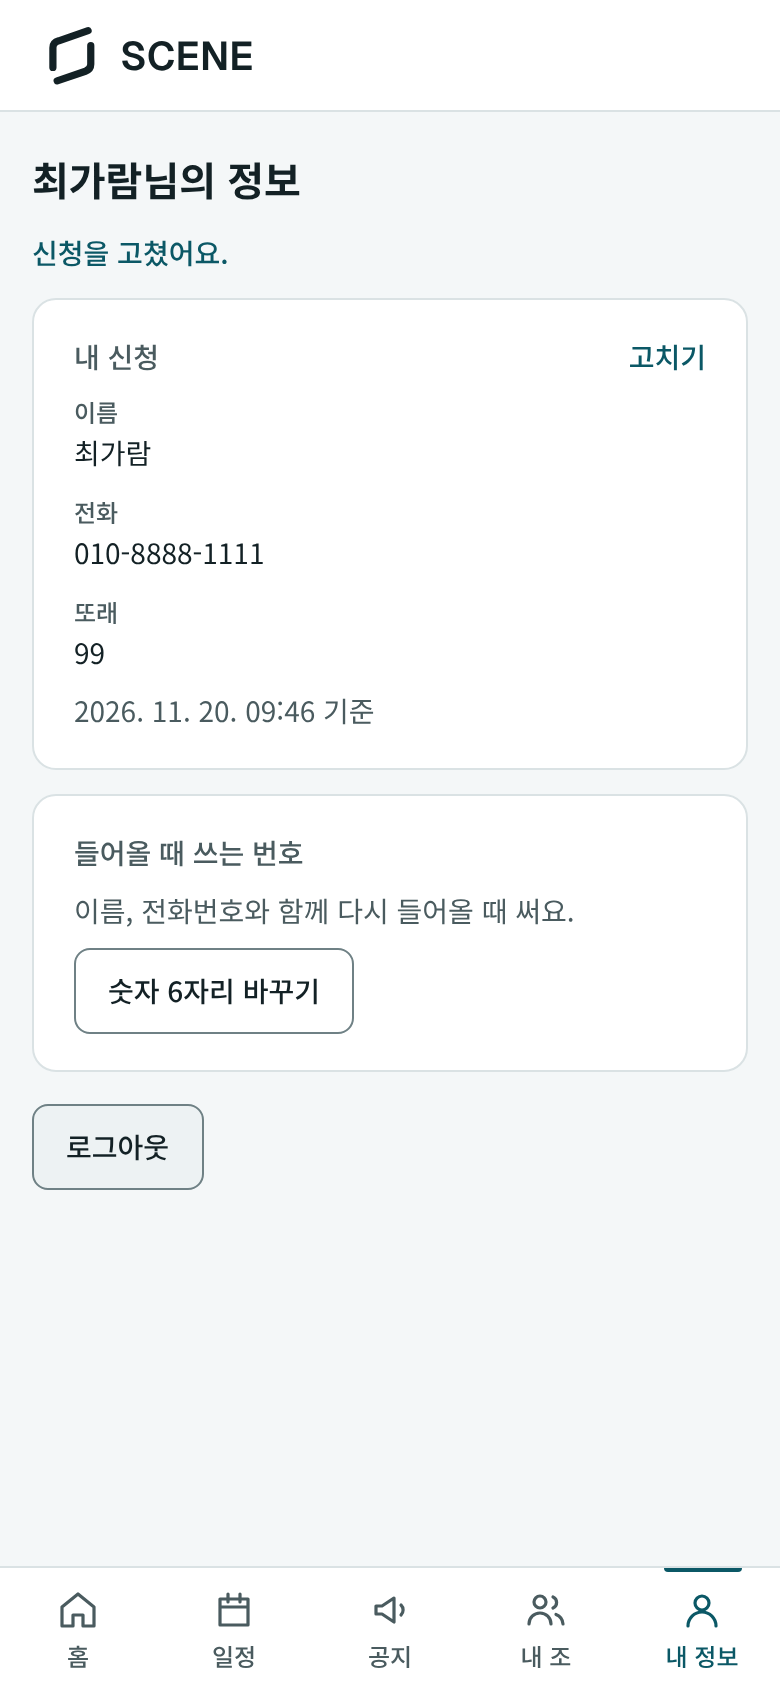 SCENE
최가람님의 정보
신청을 고쳤어요.
내 신청 고치기
이름
최가람
전화
010-8888-1111
또래
99
2026. 11. 20. 09:46 기준
들어올 때 쓰는 번호
이름, 전화번호와 함께 다시 들어올 때 써요.
숫자 6자리 바꾸기
로그아웃
홈 일정 공지 내 조 내 정보